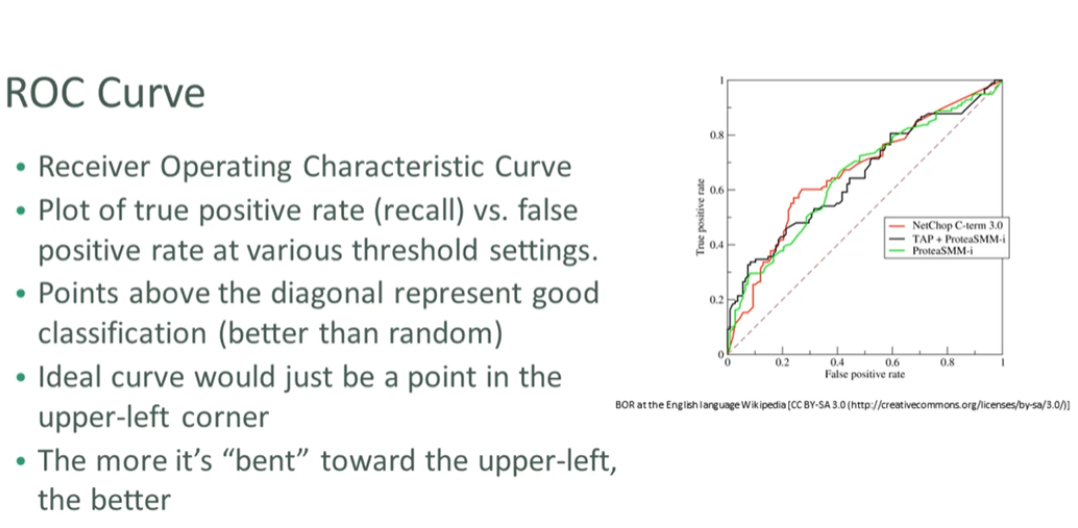 ROC Curve
• Receiver Operating Characteristic Curve
• Plot of true positive rate (recall) vs. false
positive rate at various threshold settings.
• Points above the diagonal represent good
classification (better than random)
• Ideal curve would just be a point in the
upper-left corner
• The more it’s “bent” toward the upper-left,
the better
1
0.8
0.6
0.4
0.2
0
True positive rate
NetChop C-term 3.0
TAP + ProteaSMM-i
ProteaSMM-i
0 0.2 0.4 0.6 0.8 1
False positive rate
BOR at the English language Wikipedia [CC BY-SA 3.0 (http://creativecommons.org/licenses/by-sa/3.0/)]